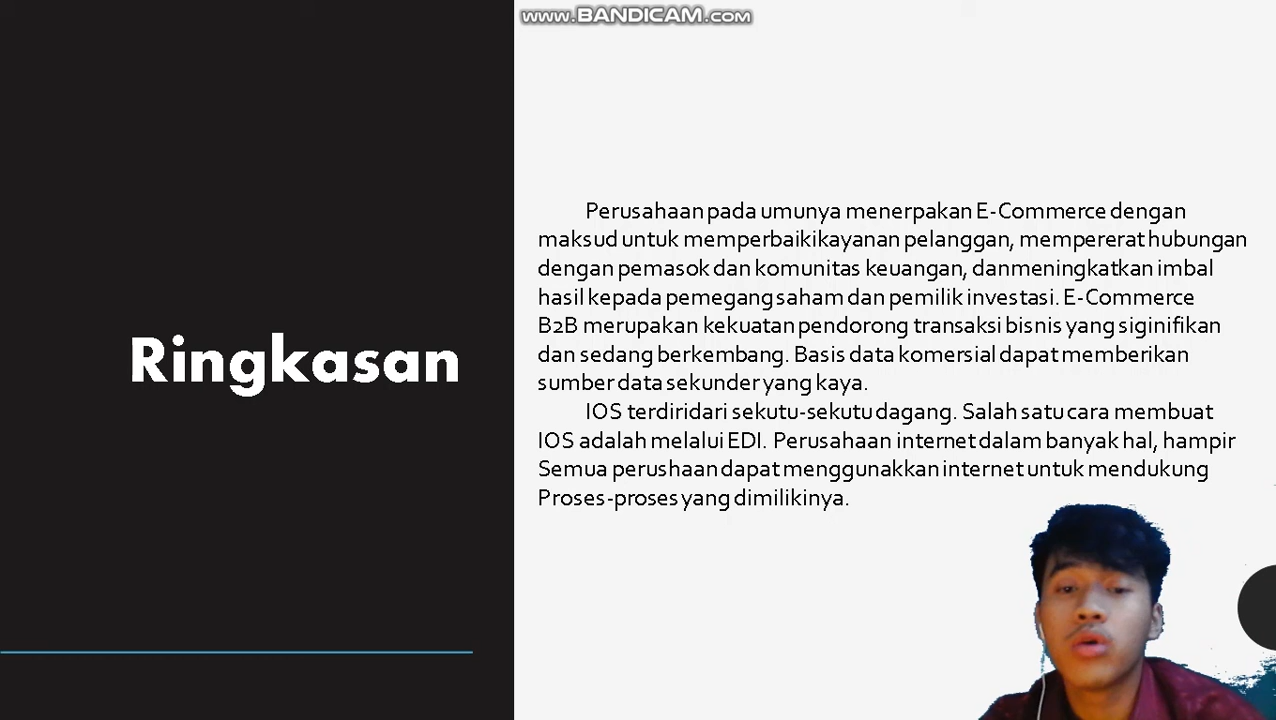 www.BANDICAM.com
Ringkasan
Perusahaan pada umunya menerpakan E-Commerce dengan
maksud untuk memperbaikikayanan pelanggan, mempererat hubungan
dengan pemasok dan komunitas keuangan, danmeningkatkan imbal
hasil kepada pemegang saham dan pemilik investasi. E-Commerce
B2B merupakan kekuatan pendorong transaksi bisnis yang siginifikan
dan sedang berkembang. Basis data komersial dapat memberikan
sumber data sekunder yang kaya.
IOS terdiridari sekutu-sekutu dagang. Salah satu cara membuat
IOS adalah melalui EDI. Perusahaan internet dalam banyak hal, hampir
Semua perushaan dapat menggunakkan internet untuk mendukung
Proses-proses yang dimilikinya.